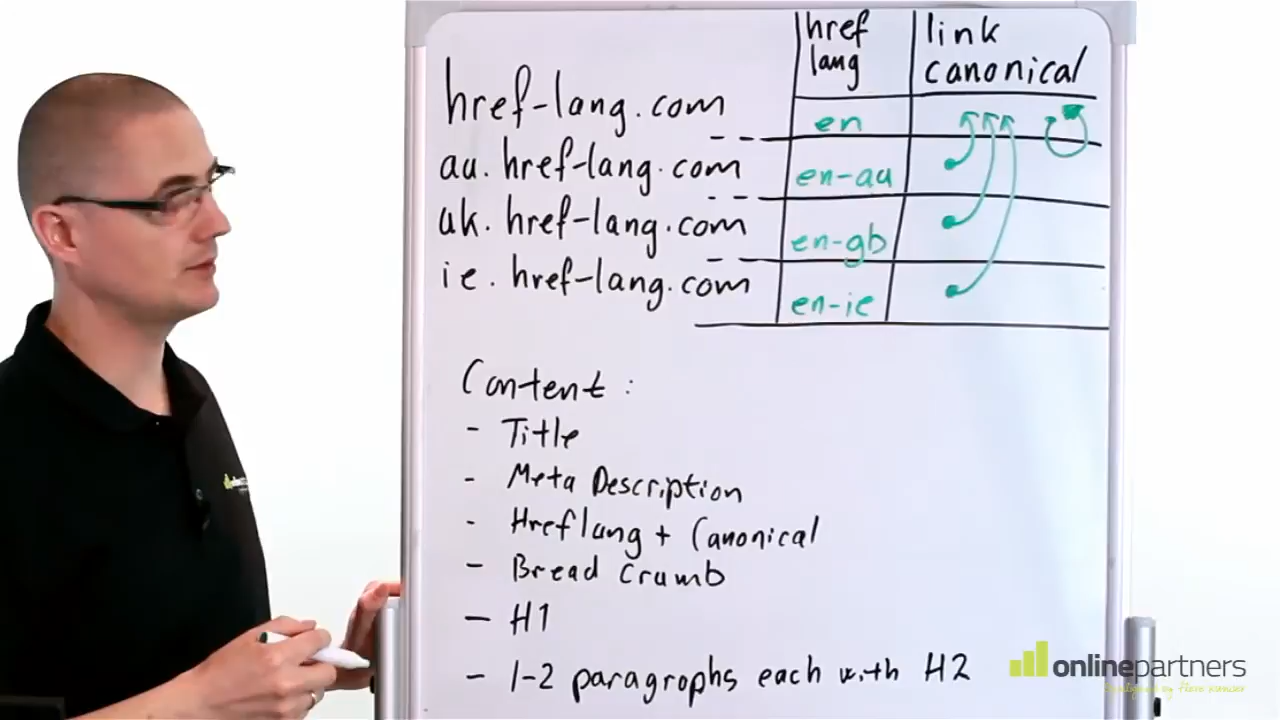 href
lang
link
canonical
href-lang.com
en
au.href-lang.com
en-au
uk.href-lang.com
en-gb
ie.href-lang.com
en-ie
Content:
- Title
- Meta Description
- Hreflang + Canonical
- Bread Crumb
- H1
- 1-2 paragraphs each with H2
onlinepartners